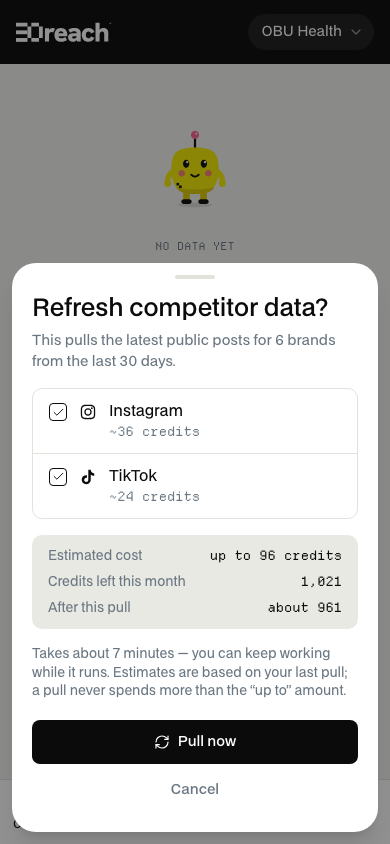 reach
OBU Health
NO DATA YET
Refresh competitor data?
This pulls the latest public posts for 6 brands
from the last 30 days.
Instagram
~36 credits
TikTok
~24 credits
Estimated cost up to 96 credits
Credits left this month 1,021
After this pull about 961
Takes about 7 minutes — you can keep working
while it runs. Estimates are based on your last pull;
a pull never spends more than the “up to” amount.
Pull now
Cancel